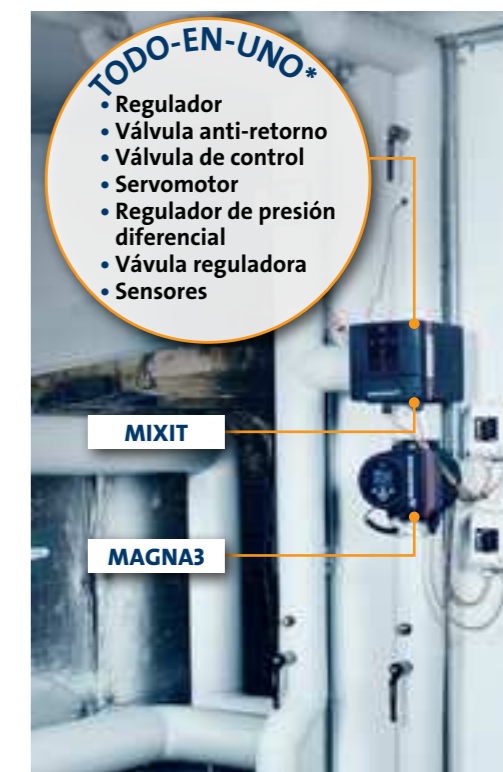 TODO-EN-UNO*
• Regulador
• Válvula anti-retorno
• Válvula de control
• Servomotor
• Regulador de presión
diferencial
• Vávula reguladora
• Sensores
MIXIT
MAGNA3